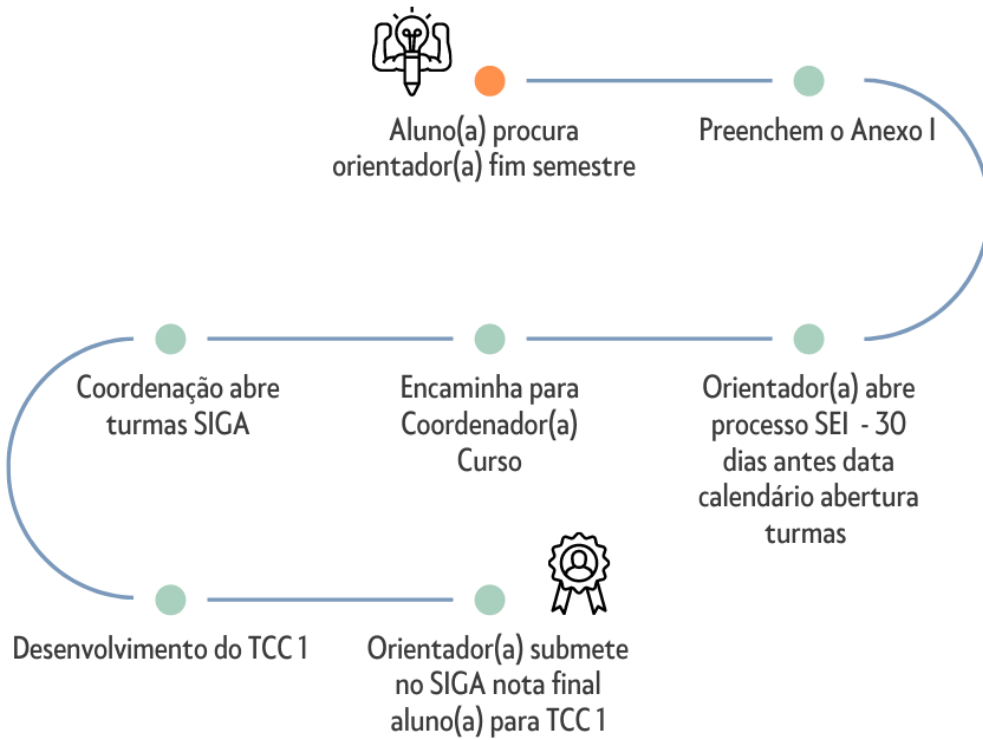 Aluno(a) procura
orientador(a) fim semestre
Preenchem o Anexo I
Orientador(a) abre
processo SEI - 30
dias antes data
calendário abertura
turmas
Encaminha para
Coordenador(a)
Curso
Coordenação abre
turmas SIGA
Desenvolvimento do TCC 1
Orientador(a) submete
no SIGA nota final
aluno(a) para TCC 1